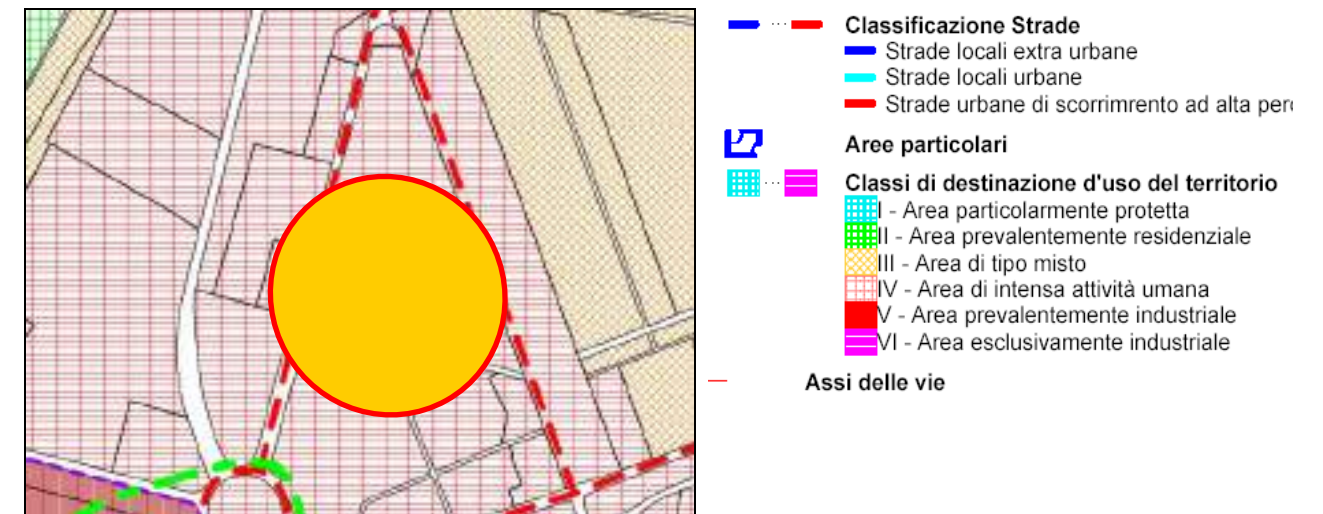 Classificazione Strade
Strade locali extra urbane
Strade locali urbane
Strade urbane di scorrimrento ad alta perc
Aree particolari
Classi di destinazione d'uso del territorio
I - Area particolarmente protetta
II - Area prevalentemente residenziale
III - Area di tipo misto
IV - Area di intensa attività umana
V - Area prevalentemente industriale
VI - Area esclusivamente industriale
Assi delle vie